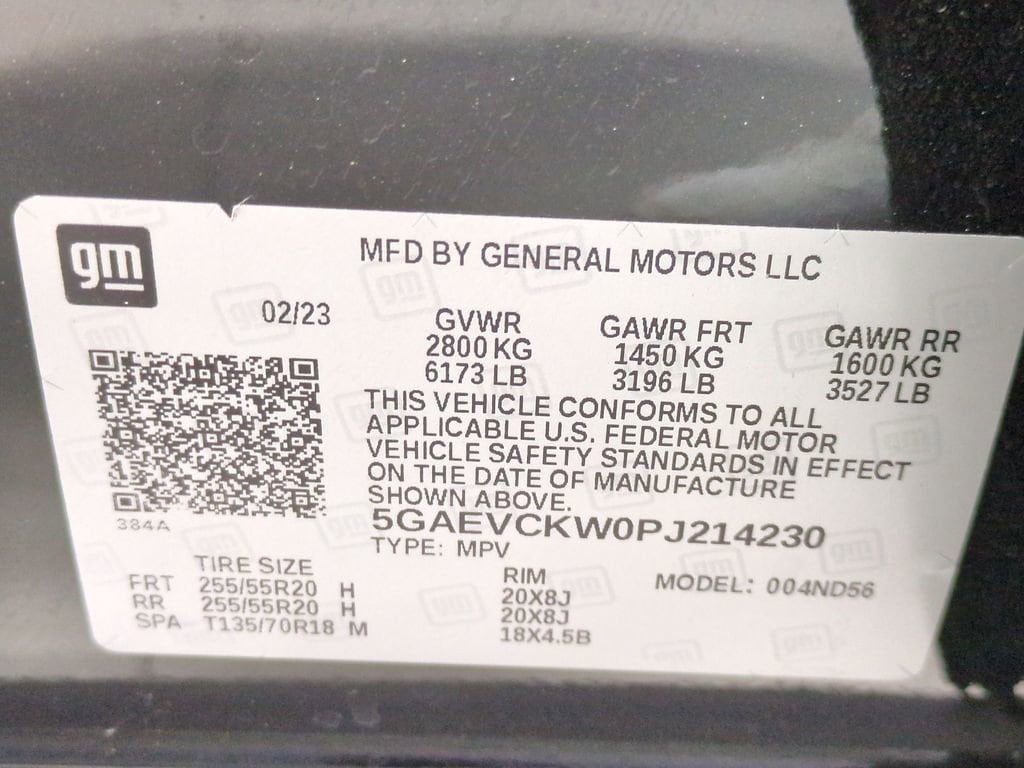 gm
MFD BY GENERAL MOTORS LLC
02/23
GVWR
2800 KG
6173 LB
GAWR FRT
1450 KG
3196 LB
GAWR RR
1600 KG
3527 LB
THIS VEHICLE CONFORMS TO ALL
APPLICABLE U.S. FEDERAL MOTOR
VEHICLE SAFETY STANDARDS IN EFFECT
ON THE DATE OF MANUFACTURE
SHOWN ABOVE.
384A
5GAEVCKW0PJ214230
TYPE: MPV
MODEL: 004ND56
TIRE SIZE
FRT 255/55R20 H
RR 255/55R20 H
SPA T135/70R18 M
RIM
20X8J
20X8J
18X4.5B